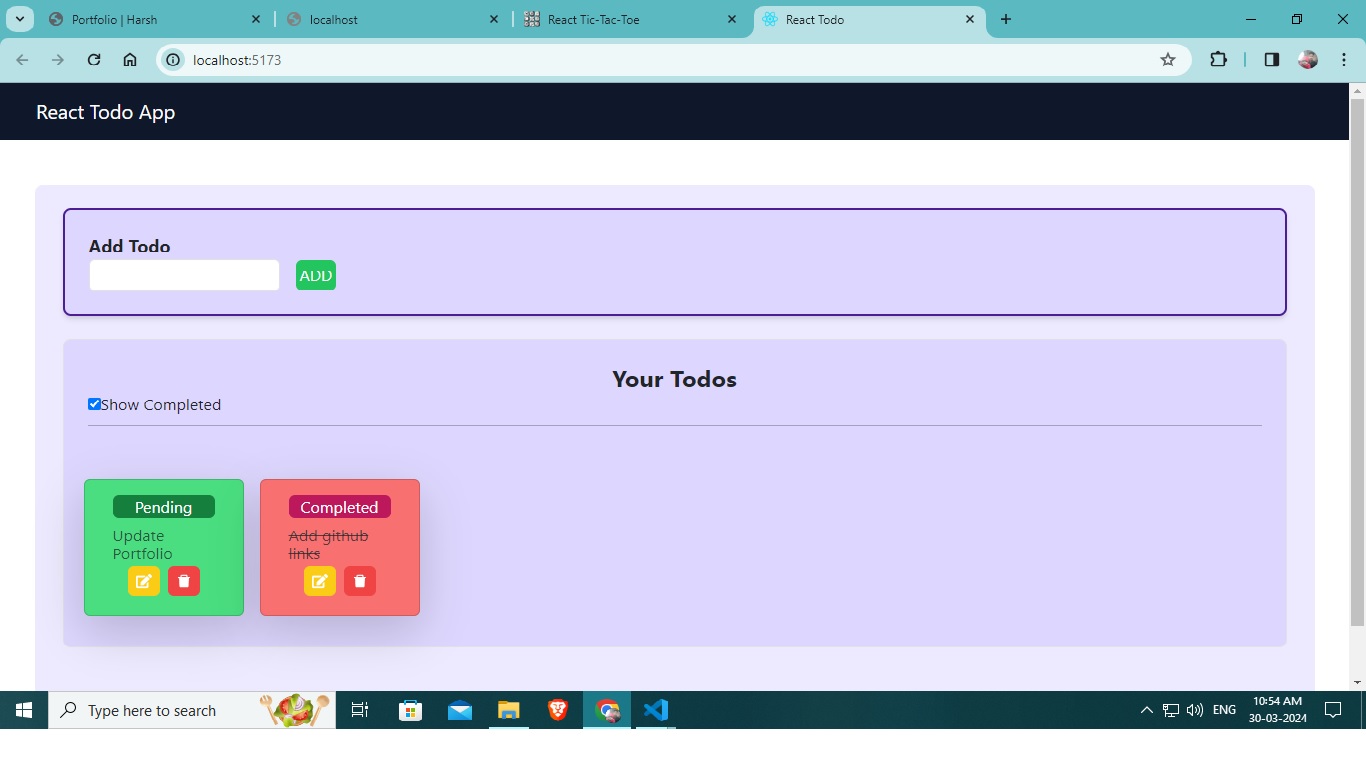 Portfolio | Harsh
localhost
React Tic-Tac-Toe
React Todo
localhost:5173
React Todo App
Add Todo
ADD
Your Todos
Show Completed
Pending
Completed
Update
Portfolio
Add github
links
Type here to search
ENG
10:54 AM
30-03-2024